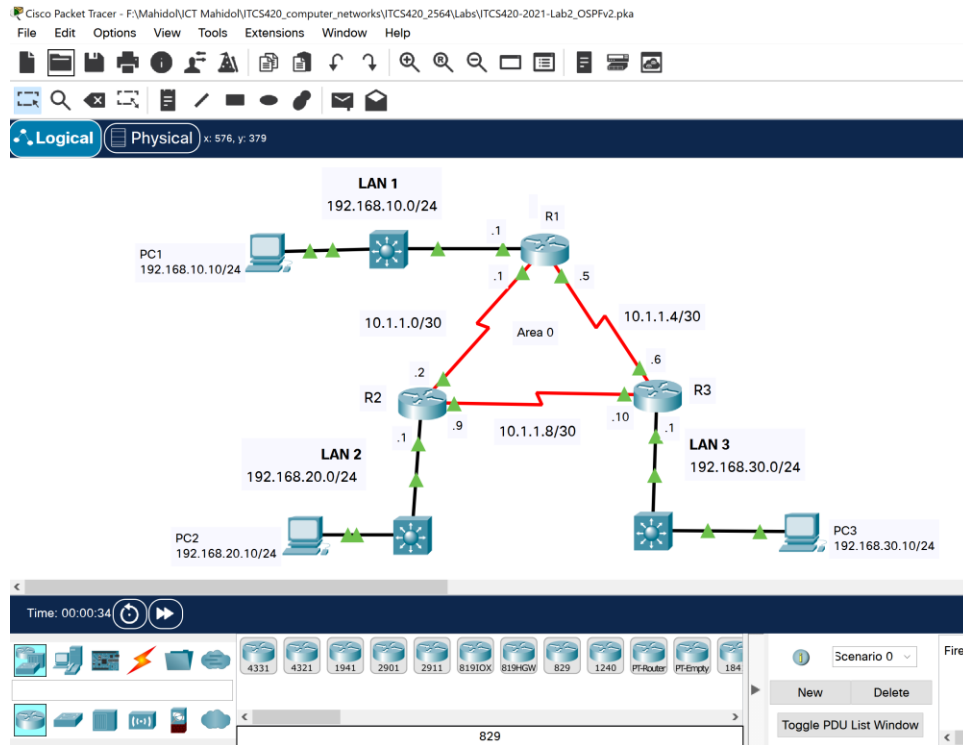 Cisco Packet Tracer - F:\Mahidol\ICT Mahidol\ITCS420_computer_networks\ITCS420_2564\Labs\ITCS420-2021-Lab2_OSPFv2.pka
File Edit Options View Tools Extensions Window Help
Logical Physical x: 576, y: 379
LAN 1
192.168.10.0/24
R1
.1
PC1
192.168.10.10/24
.1
.5
10.1.1.0/30
Area 0
10.1.1.4/30
.2
.6
R2
R3
.9
10.1.1.8/30
.10
.1
.1
LAN 2
192.168.20.0/24
LAN 3
192.168.30.0/24
PC2
192.168.20.10/24
PC3
192.168.30.10/24
Time: 00:00:34
4331 4321 1941 2901 2911 819IOX 819HGW 829 1240 PT-Router PT-Empty 184
Scenario 0
Fire
New Delete
Toggle PDU List Window
829